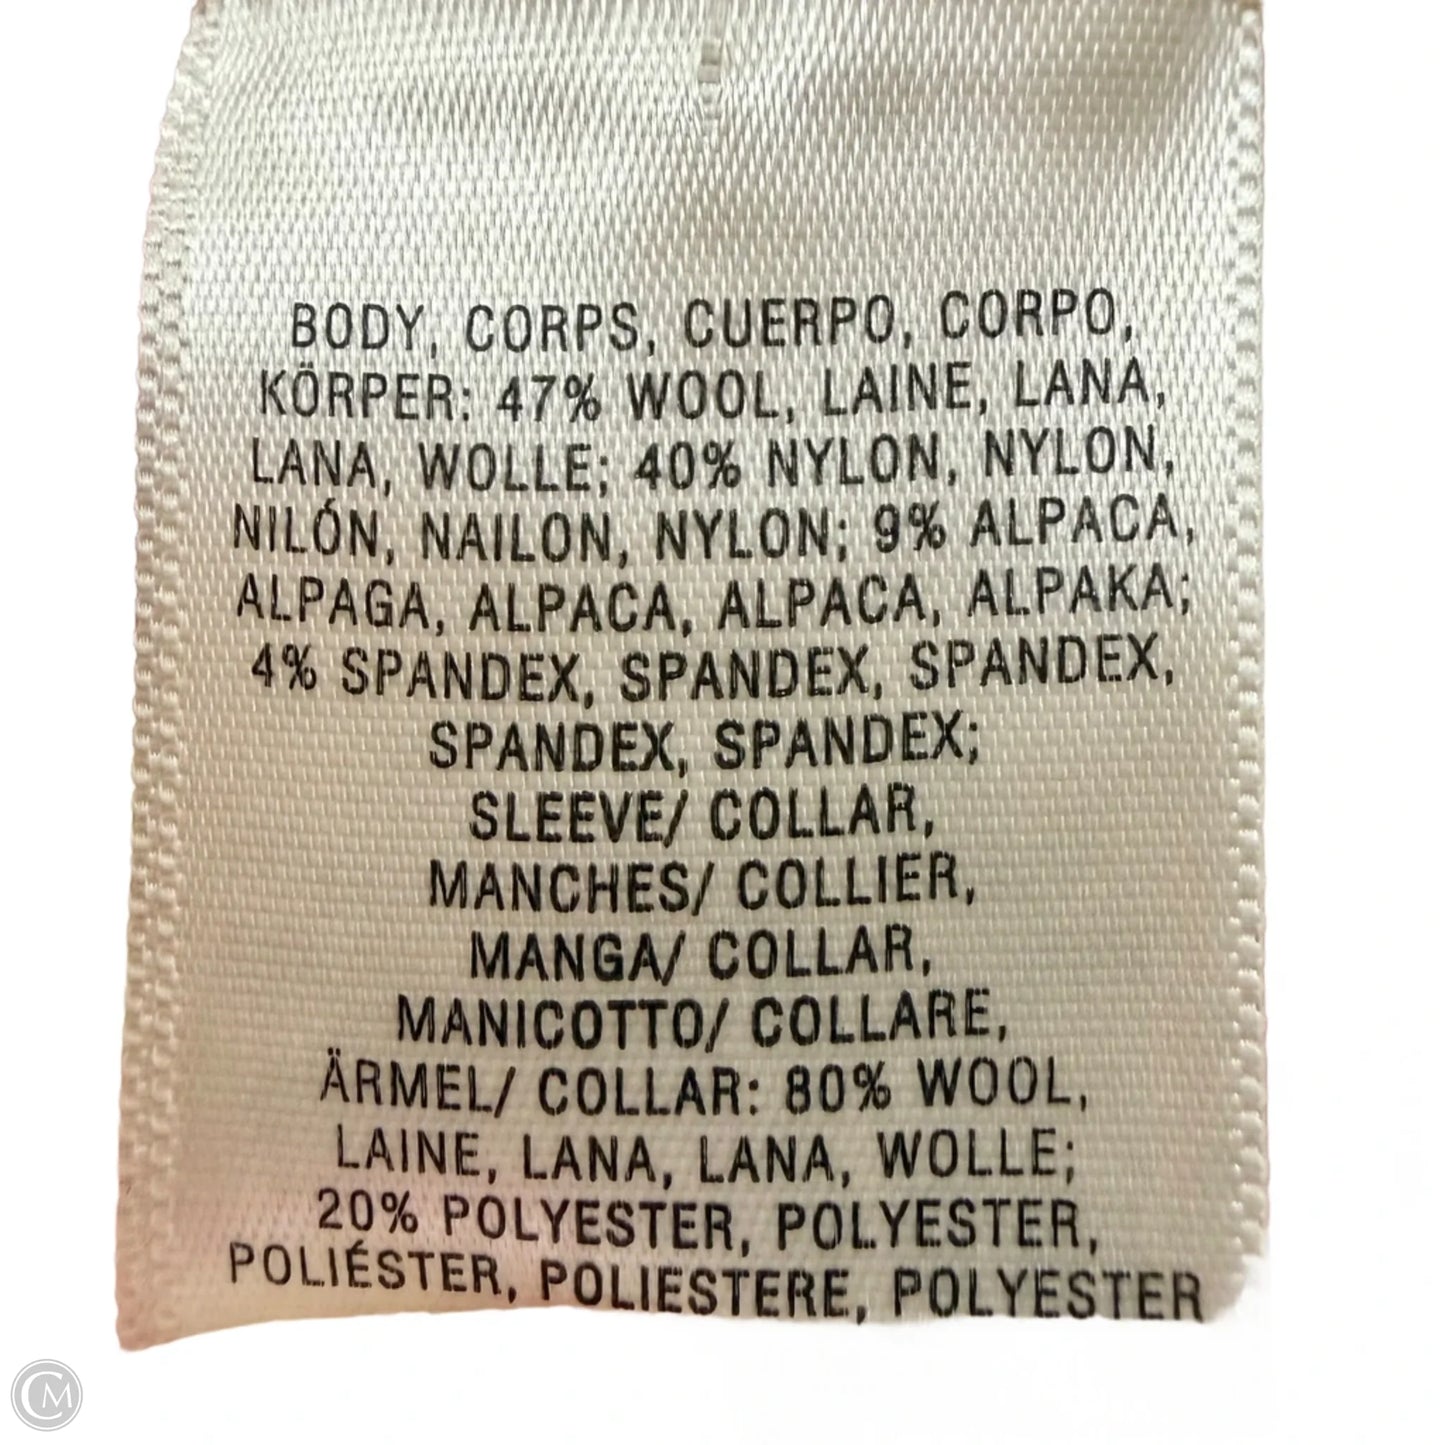 BODY, CORPS, CUERPO, CORPO,
KÖRPER: 47% WOOL, LAINE, LANA,
LANA, WOLLE; 40% NYLON, NYLON,
NILÓN, NAILON, NYLON; 9% ALPACA,
ALPAGA, ALPACA, ALPACA, ALPAKA;
4% SPANDEX, SPANDEX, SPANDEX,
SPANDEX, SPANDEX;
SLEEVE/ COLLAR,
MANCHES/ COLLIER,
MANGA/ COLLAR,
MANICOTTO/ COLLARE,
ÄRMEL/ COLLAR: 80% WOOL,
LAINE, LANA, LANA, WOLLE;
20% POLYESTER, POLYESTER,
POLIÉSTER, POLIESTERE, POLYESTER
CM